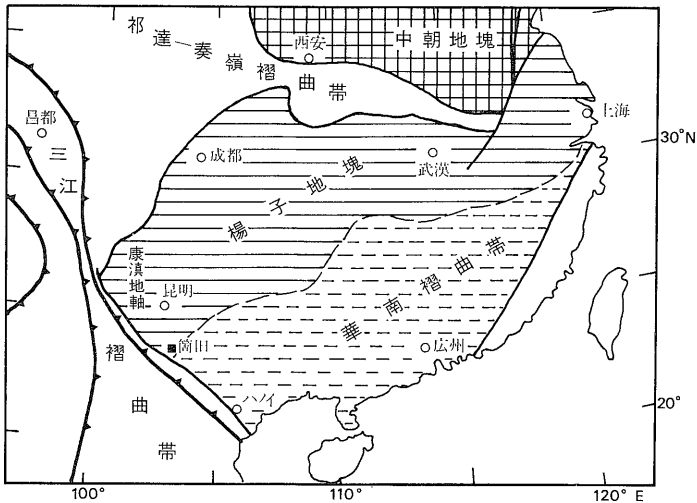 祁達—秦嶺褶曲帯
西安
中朝地塊
上海
昌都
30°N
三江
成都
武漢
揚子地塊
康滇地軸
昆明
華南褶曲帯
箇旧
広州
褶曲帯
ハノイ
20°
100°
110°
120° E